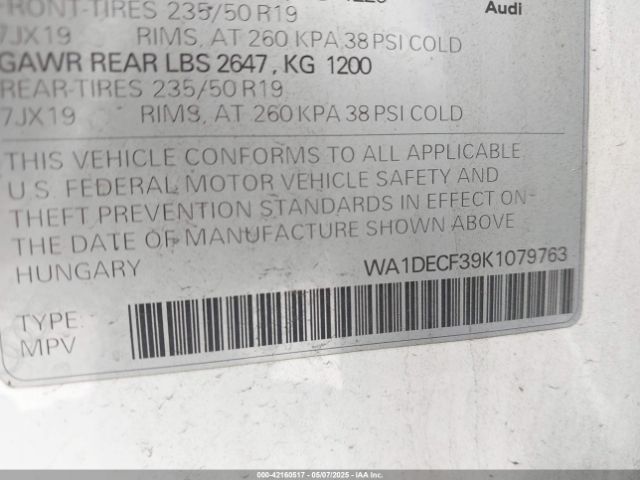 FRONT-TIRES 235/50 R19
Audi
7JX19 RIMS, AT 260 KPA 38 PSI COLD
GAWR REAR LBS 2647, KG 1200
REAR-TIRES 235/50 R19
7JX19 RIMS, AT 260 KPA 38 PSI COLD
THIS VEHICLE CONFORMS TO ALL APPLICABLE
U.S. FEDERAL MOTOR VEHICLE SAFETY AND
THEFT PREVENTION STANDARDS IN EFFECT ON
THE DATE OF MANUFACTURE SHOWN ABOVE
HUNGARY WA1DECF39K1079763
TYPE:
MPV
000-42160517 05/07/2025 IAAI.COM